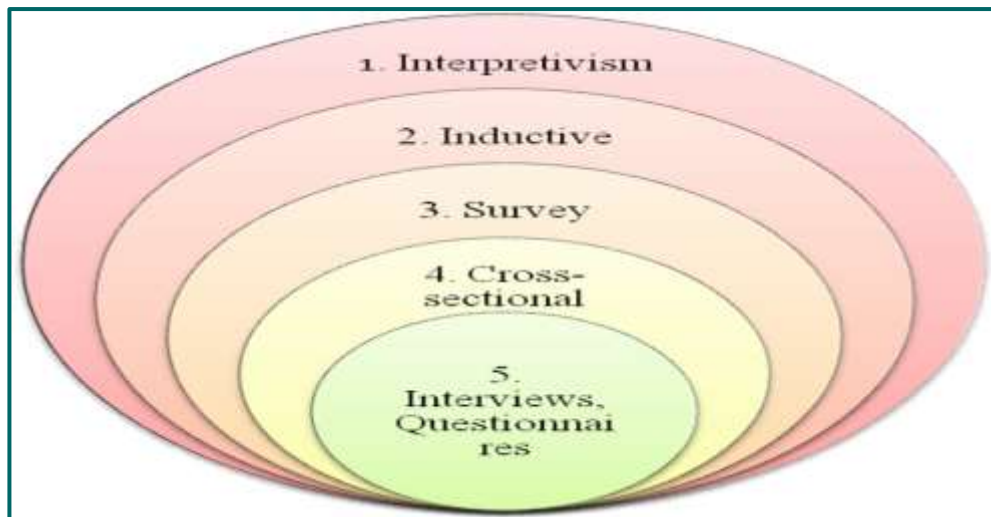 1. Interpretivism
2. Inductive
3. Survey
4. Cross-
sectional
5.
Interviews,
Questionnai
res